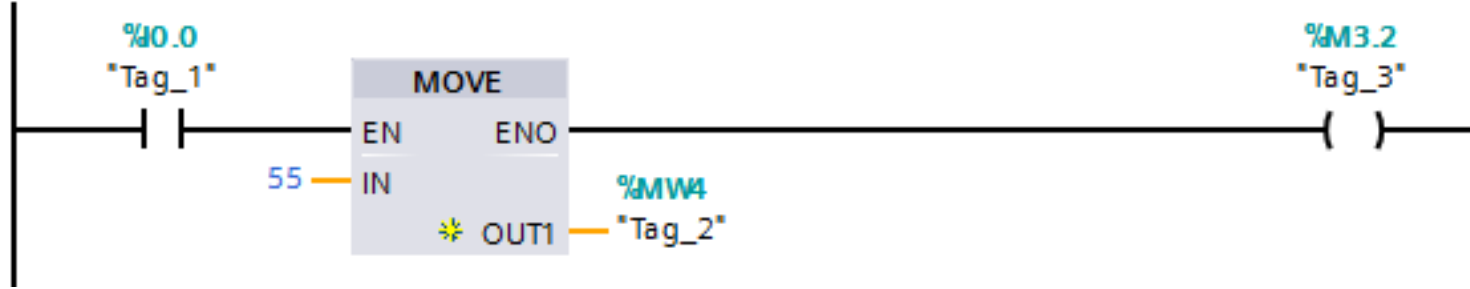 %I0.0
"Tag_1"
%M3.2
"Tag_3"
MOVE
EN ENO
55 IN
%MW4
OUT1 "Tag_2"